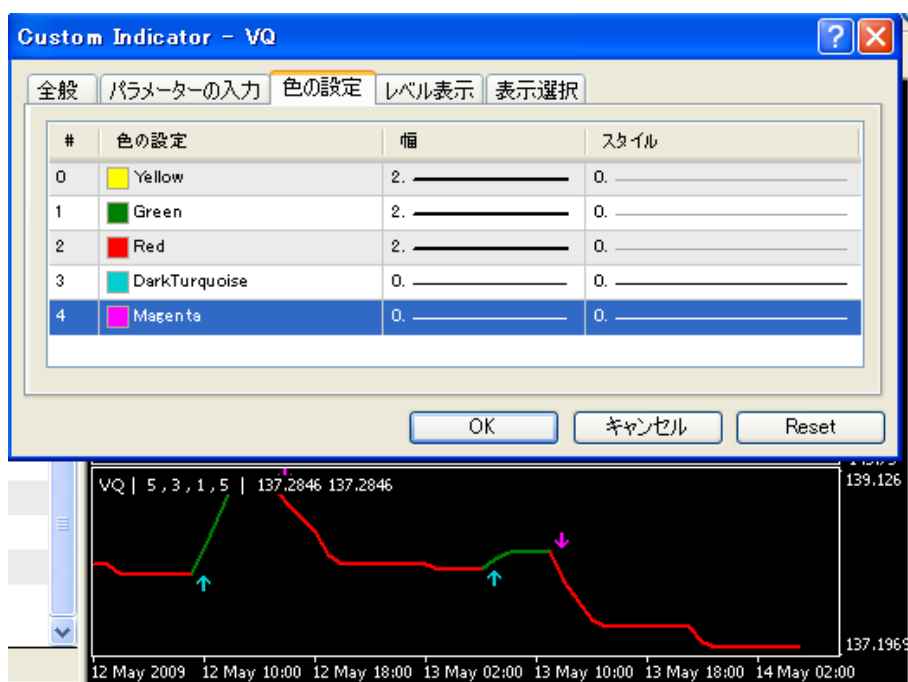 Custom Indicator - VQ
全般 パラメーターの入力 色の設定 レベル表示 表示選択
# 色の設定 幅 スタイル
0 Yellow 2. 0.
1 Green 2. 0.
2 Red 2. 0.
3 DarkTurquoise 0. 0.
4 Magenta 0. 0.
OK キャンセル Reset
VQ | 5 , 3 , 1 , 5 | 137.2846 137.2846
139.126
137.1969
12 May 2009 12 May 10:00 12 May 18:00 13 May 02:00 13 May 10:00 13 May 18:00 14 May 02:00